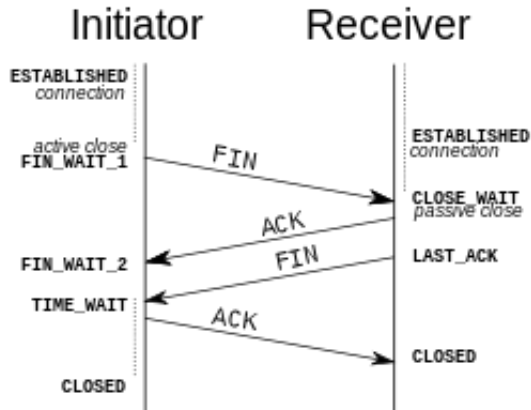 Initiator Receiver
ESTABLISHED
connection
ESTABLISHED
connection
active close
FIN_WAIT_1
FIN
CLOSE_WAIT
passive close
ACK
FIN_WAIT_2
FIN
LAST_ACK
TIME_WAIT
ACK
CLOSED
CLOSED